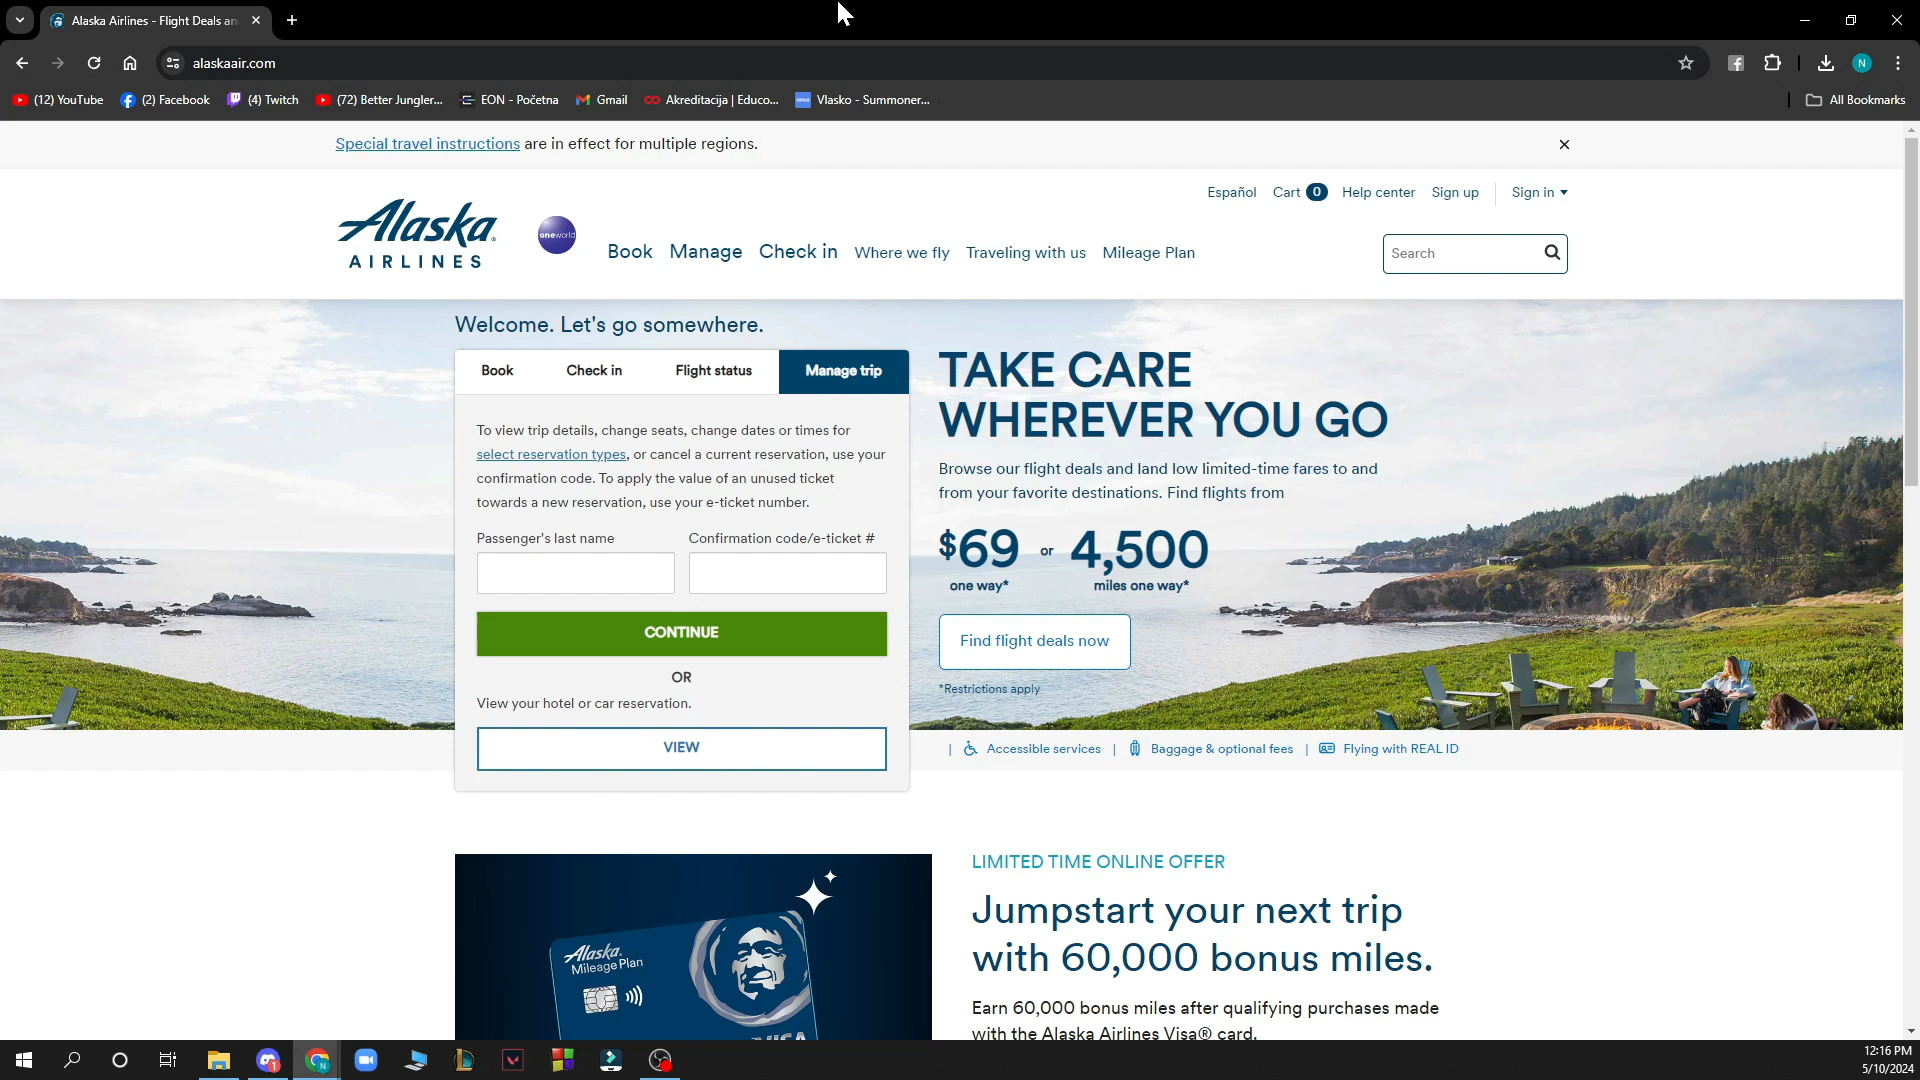 Alaska Airlines - Flight Deals an
alaskaair.com
N
(12) YouTube
(2) Facebook
(4) Twitch
(72) Better Jungler...
EON - Početna
Gmail
Akreditacija | Educo...
Vlasko - Summoner...
All Bookmarks
Special travel instructions are in effect for multiple regions.
Español
Cart 0
Help center
Sign up
Sign in
Alaska
AIRLINES
oneworld
Book
Manage
Check in
Where we fly
Traveling with us
Mileage Plan
Search
Welcome. Let's go somewhere.
Book
Check in
Flight status
Manage trip
To view trip details, change seats, change dates or times for
select reservation types, or cancel a current reservation, use your
confirmation code. To apply the value of an unused ticket
towards a new reservation, use your e-ticket number.
Passenger's last name
Confirmation code/e-ticket #
CONTINUE
OR
View your hotel or car reservation.
VIEW
TAKE CARE
WHEREVER YOU GO
Browse our flight deals and land low limited-time fares to and
from your favorite destinations. Find flights from
$69 or 4,500
one way* miles one way*
Find flight deals now
*Restrictions apply
| Accessible services | Baggage & optional fees | Flying with REAL ID
Alaska
Mileage Plan
VISA
LIMITED TIME ONLINE OFFER
Jumpstart your next trip
with 60,000 bonus miles.
Earn 60,000 bonus miles after qualifying purchases made
with the Alaska Airlines Visa® card.
1
N
12:16 PM
5/10/2024